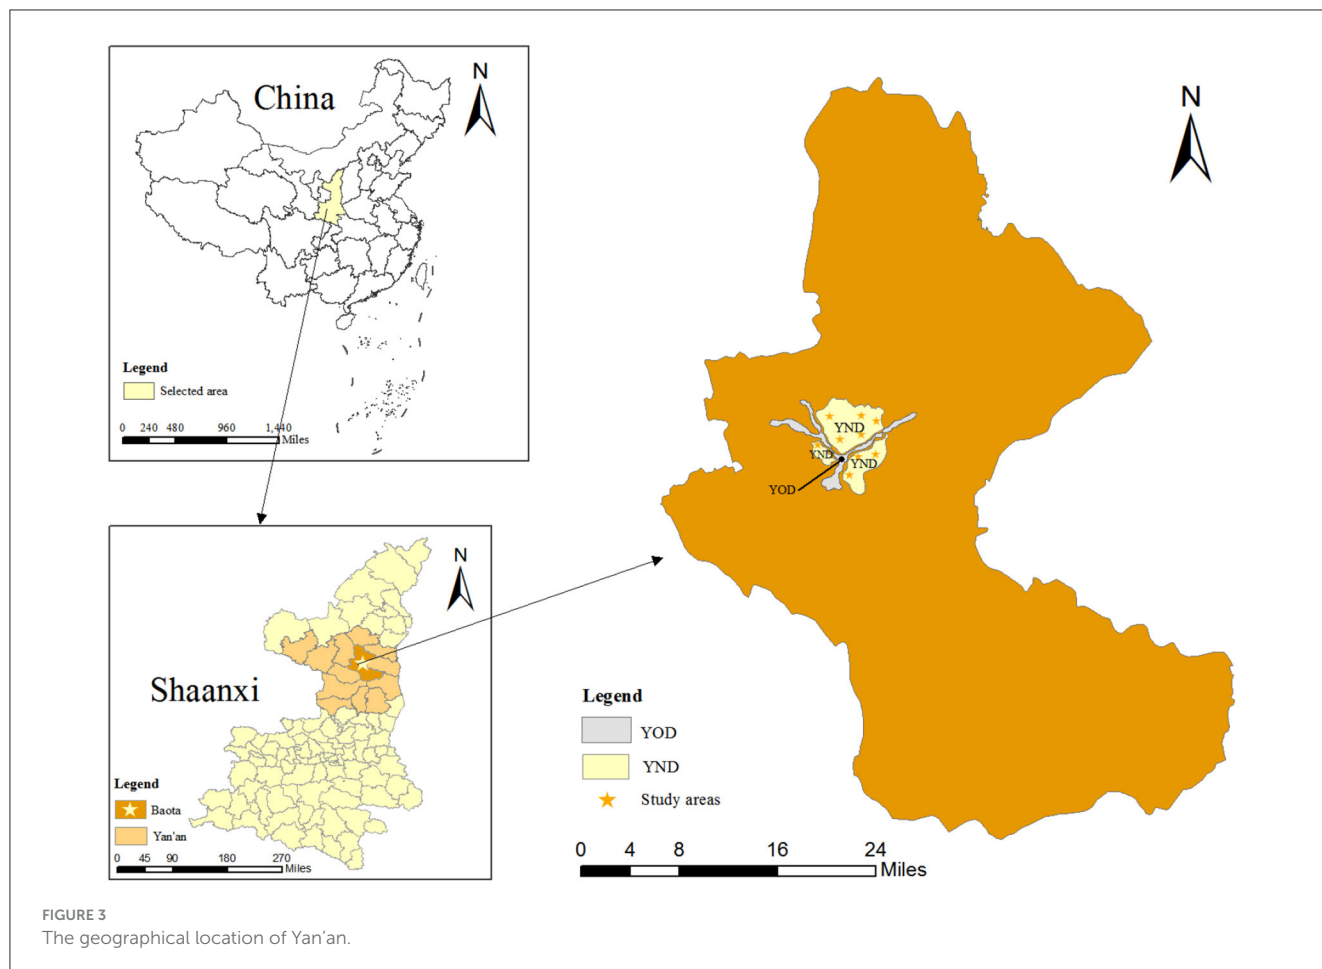 China
N
Legend
Selected area
0 240 480 960 1,440
Miles
Shaanxi
N
Legend
Baota
Yan'an
0 45 90 180 270
Miles
N
YND
YND
YND
YOD
Legend
YOD
YND
Study areas
0 4 8 16 24
Miles
FIGURE 3
The geographical location of Yan'an.